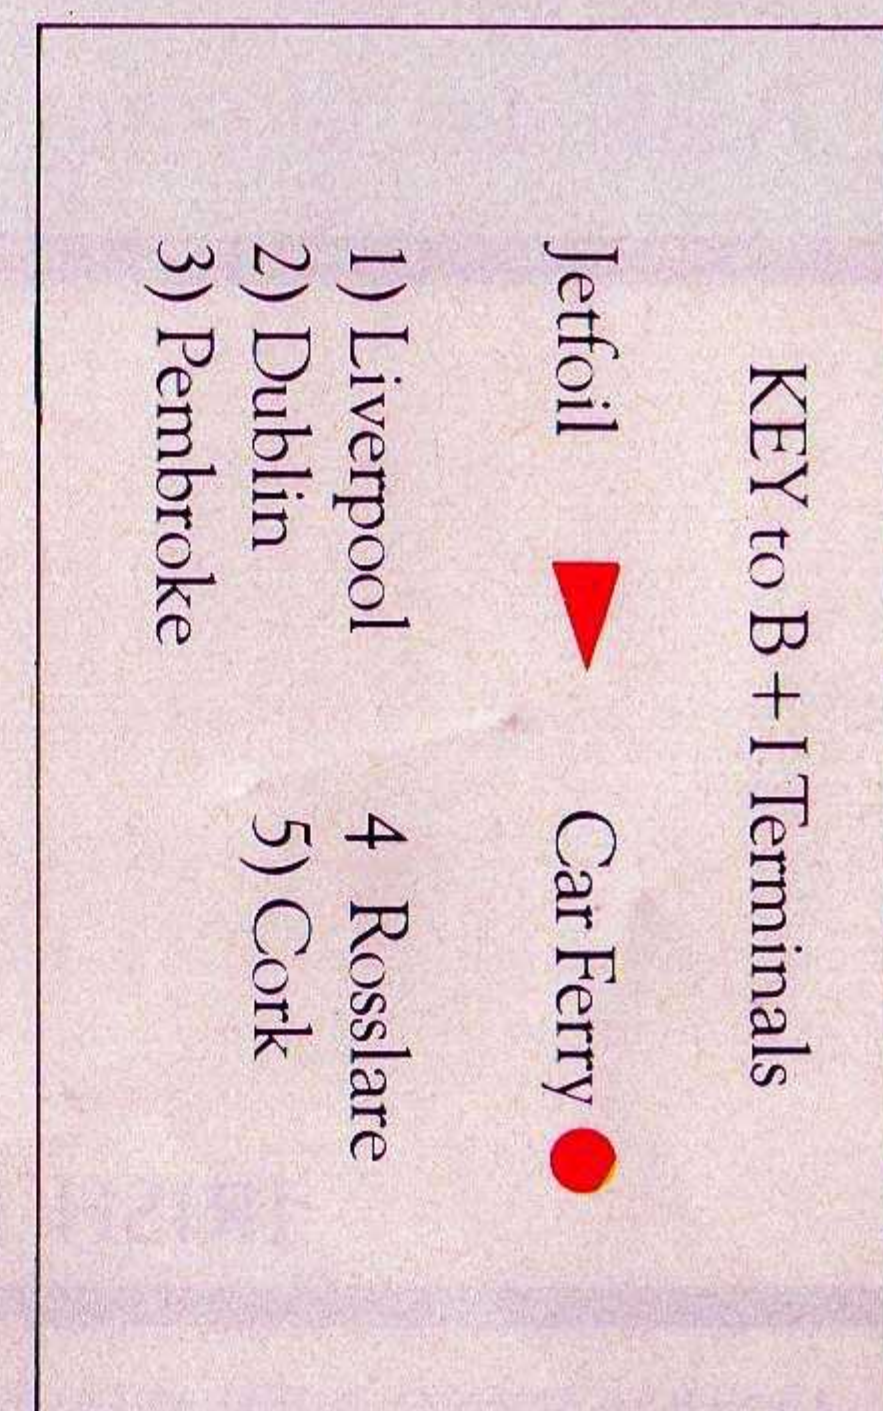 KEY to B+I Terminals
Jetfoil Car Ferry
1) Liverpool 4 Rosslare
2) Dublin 5) Cork
3) Pembroke